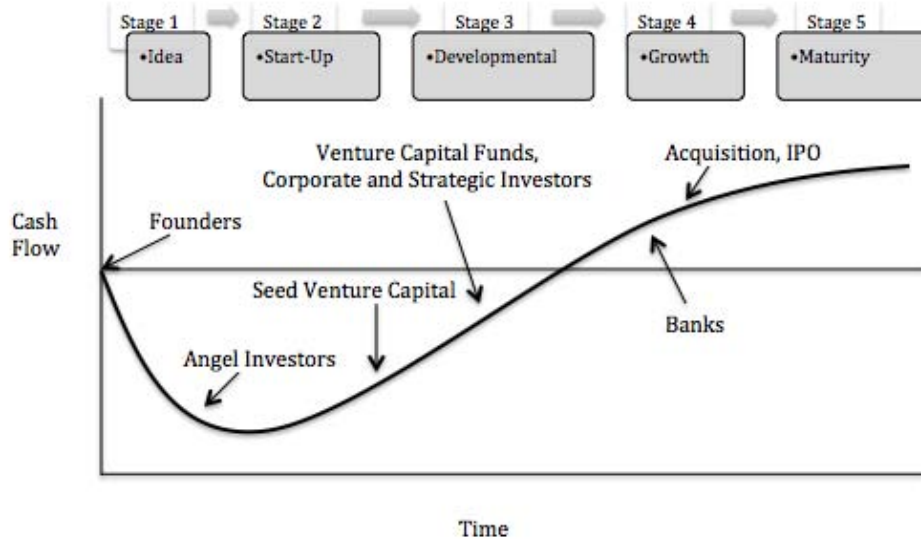 Stage 1
Stage 2
Stage 3
Stage 4
Stage 5
•Idea
•Start-Up
•Developmental
•Growth
•Maturity
Venture Capital Funds,
Corporate and Strategic Investors
Acquisition, IPO
Cash
Flow
Founders
Seed Venture Capital
Banks
Angel Investors
Time